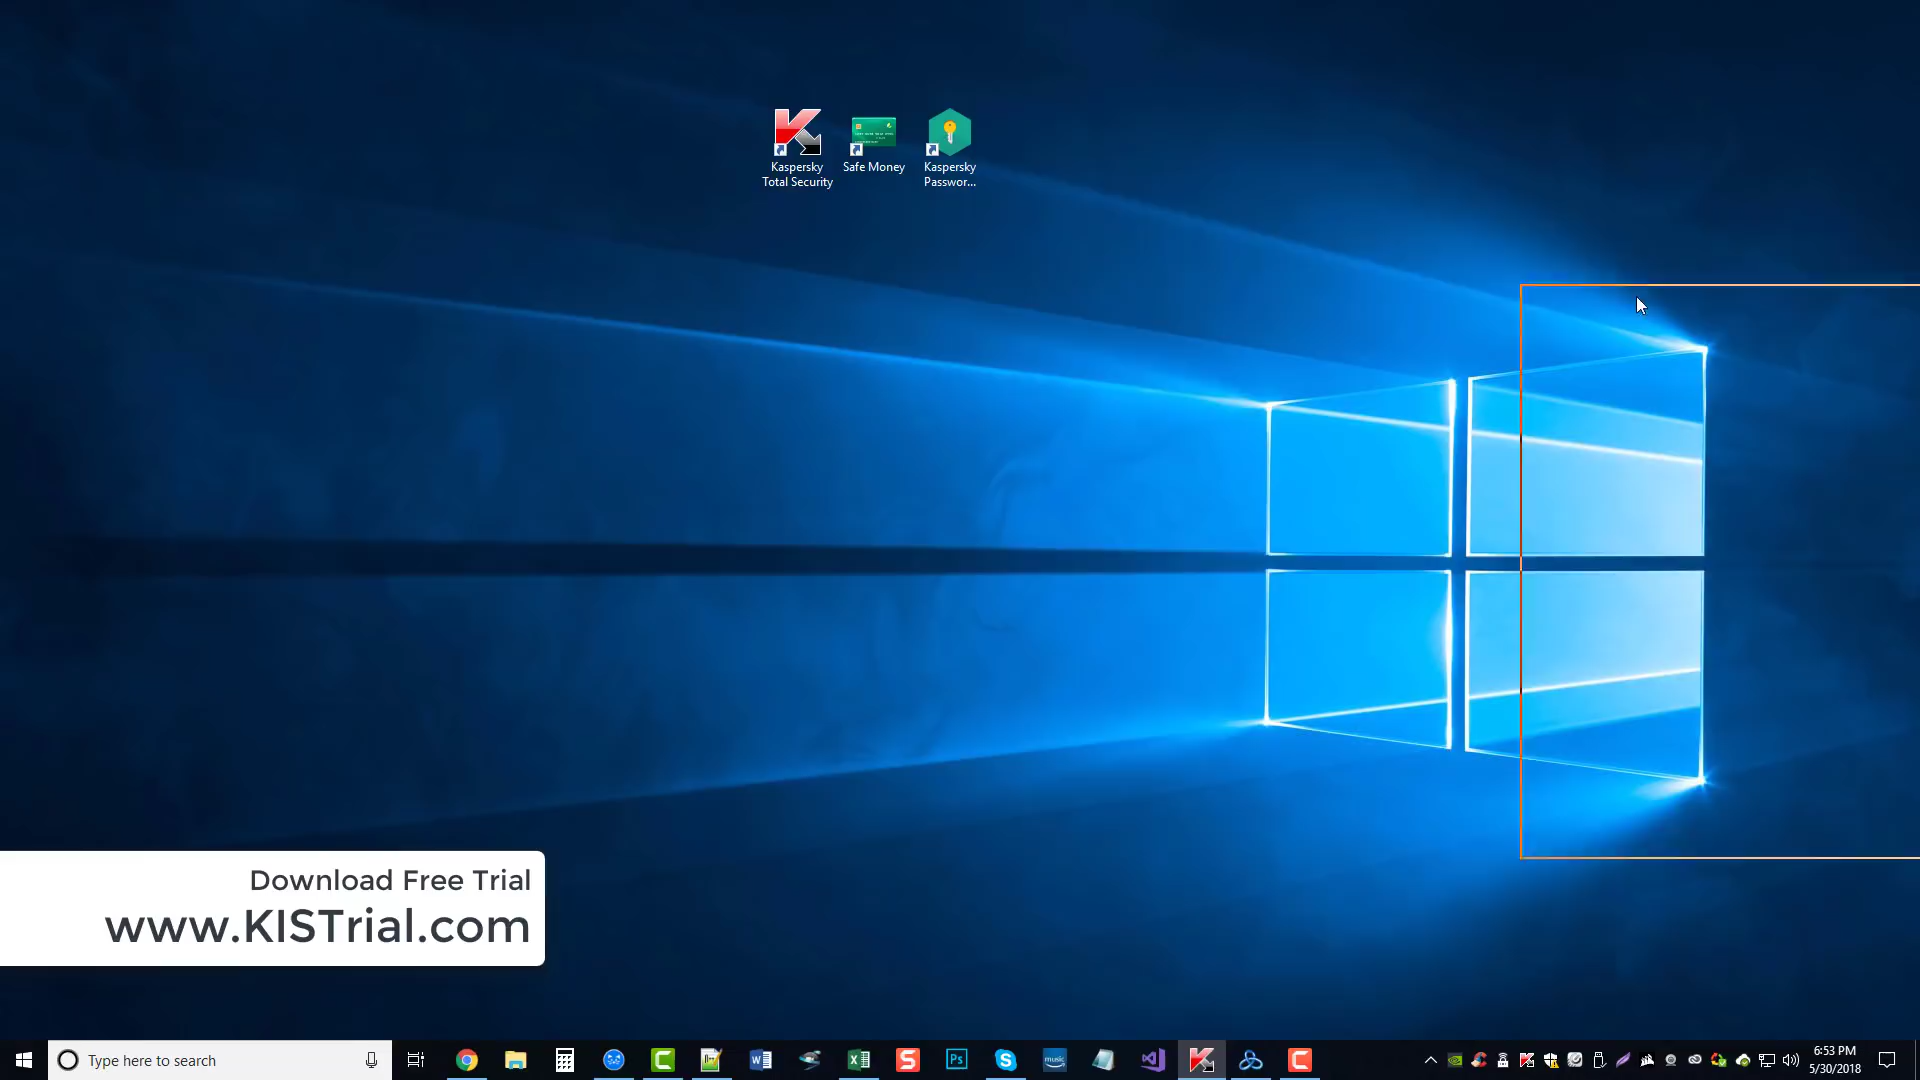 Kaspersky
Total Security
Safe Money
Kaspersky
Passwor...
Download Free Trial
www.KISTrial.com
Type here to search
music
6:53 PM
5/30/2018